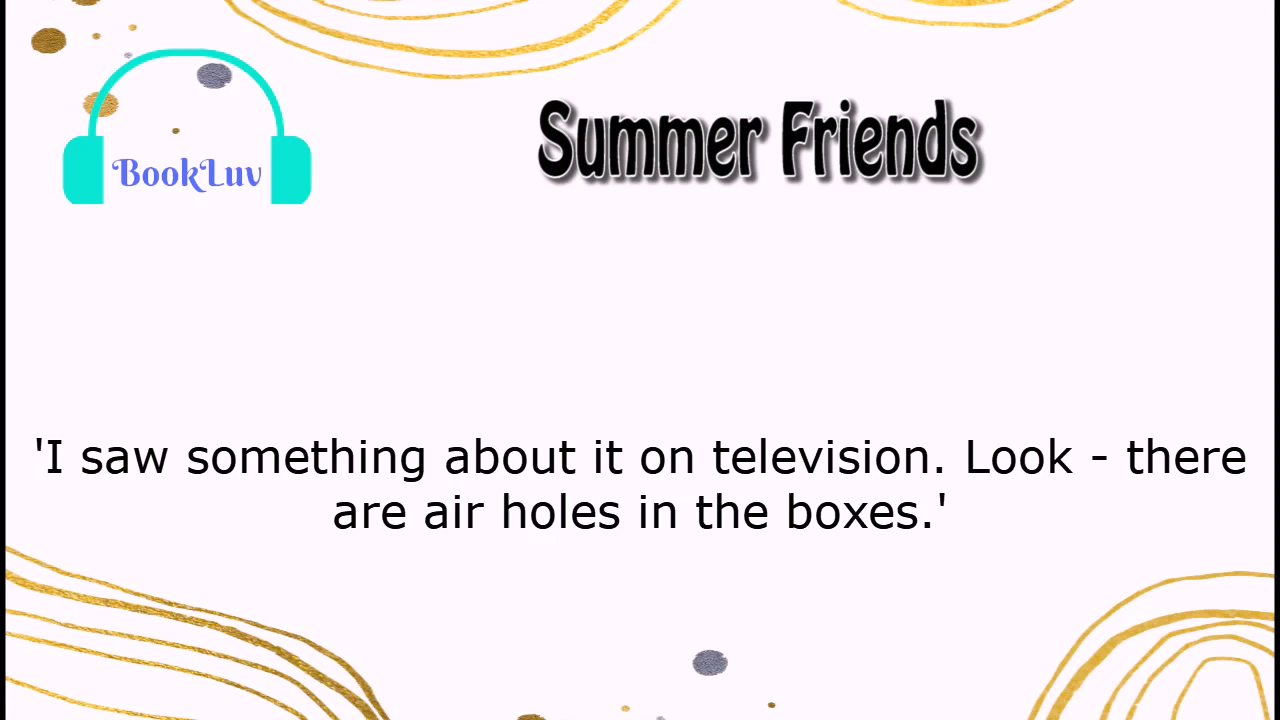 Summer Friends
BookLuv
'I saw something about it on television. Look - there
are air holes in the boxes.'